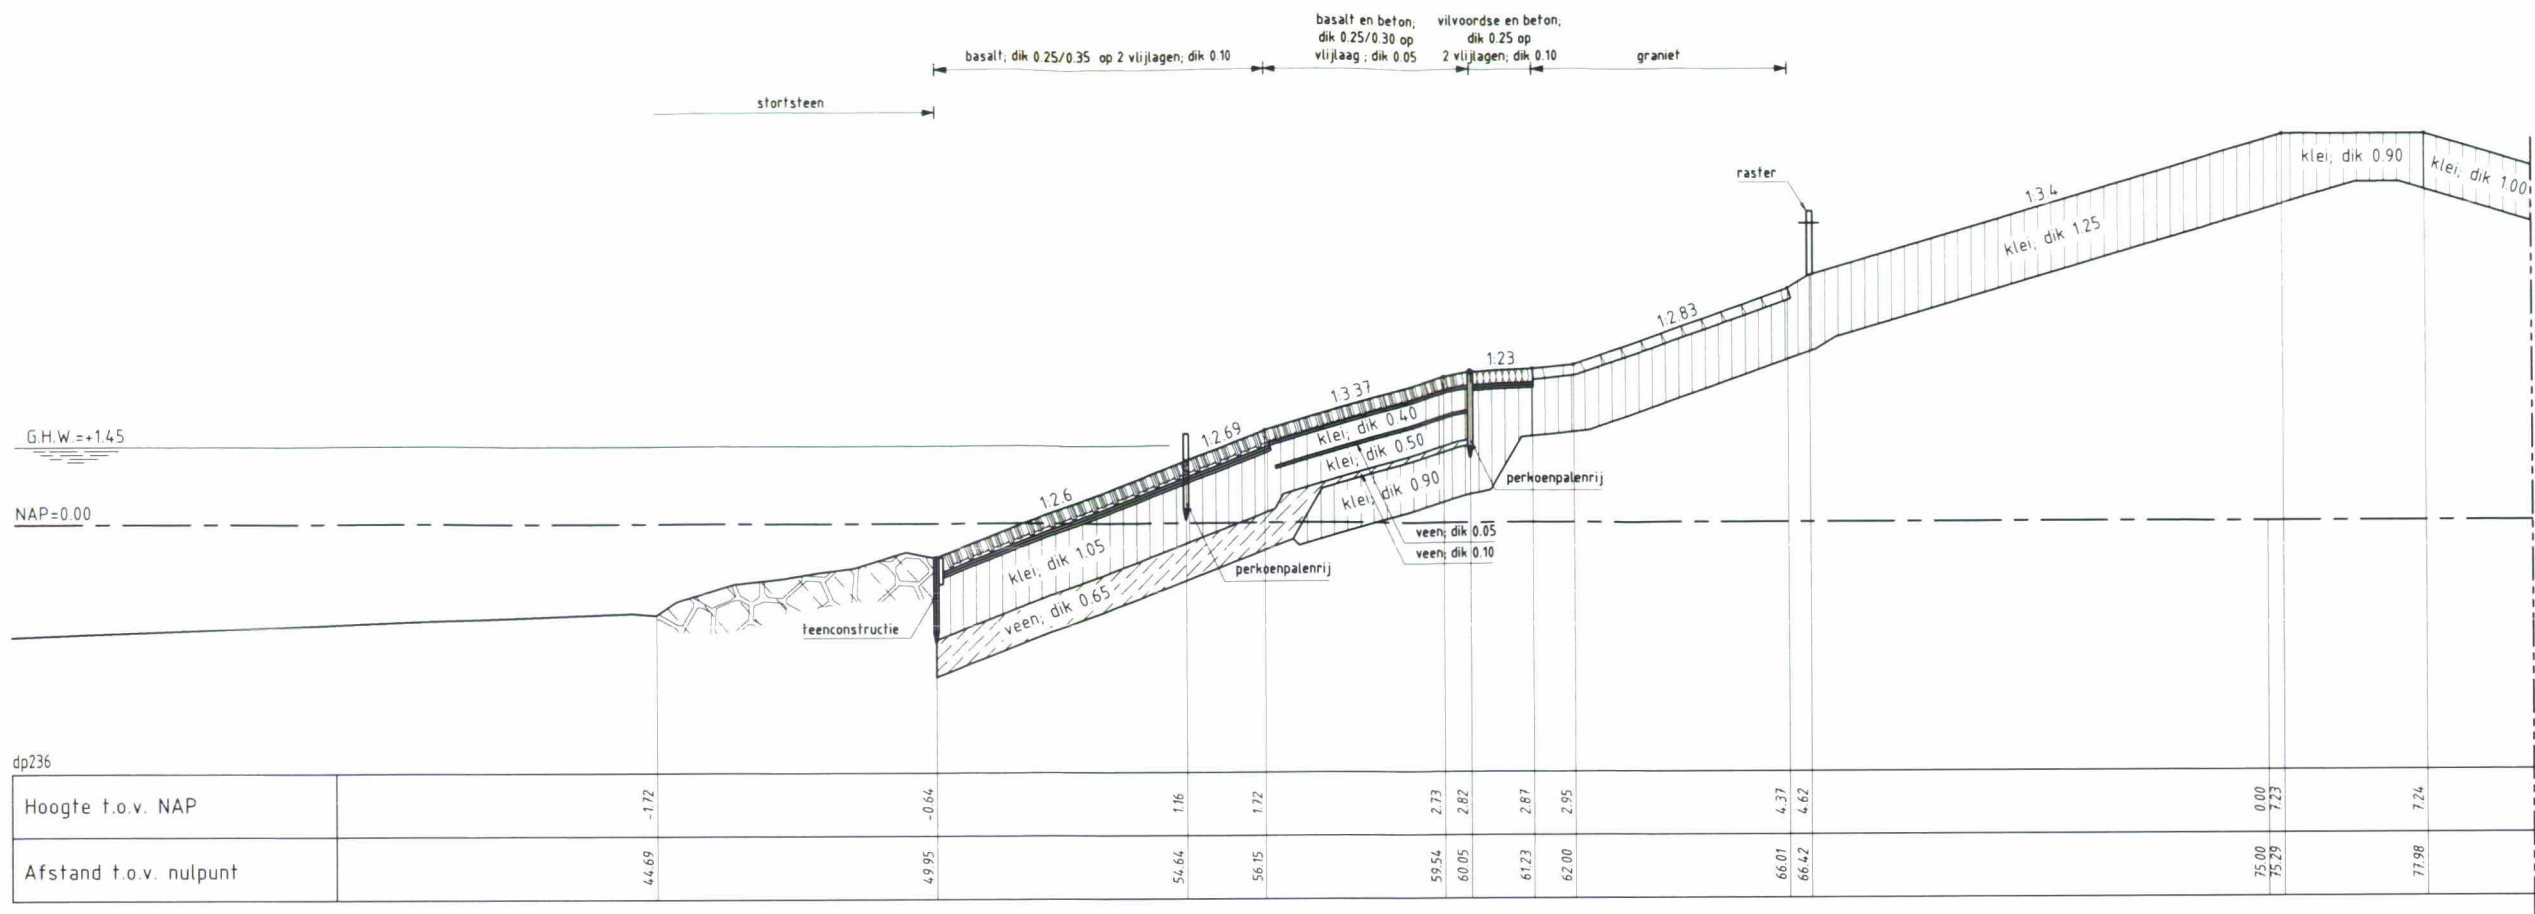 basalt en beton;
dik 0.25/0.30 op
vlijlaag ; dik 0.05
vilvoordse en beton;
dik 0.25 op
2 vlijlagen; dik 0.10
basalt; dik 0.25/0.35 op 2 vlijlagen; dik 0.10
graniet
stortsteen
raster
klei; dik 0.90
klei; dik 1.00
1:3.4
klei; dik 1.25
1:2.83
1:23
1:3.37
klei; dik 0.40
1:2.69
klei; dik 0.50
G.H.W.=+1.45
perkoenpalenrij
1:2.6
klei; dik 0.90
NAP=0.00
veen; dik 0.05
veen; dik 0.10
klei; dik 1.05
perkoenpalenrij
veen; dik 0.65
teenconstructie
dp236
Hoogte t.o.v. NAP
-1.72
-0.64
1.16
1.72
2.73
2.82
2.87
2.95
4.37
4.62
0.00
7.23
7.24
Afstand t.o.v. nulpunt
44.69
49.95
54.64
56.15
59.54
60.05
61.23
62.00
66.01
66.42
75.00
75.29
77.98